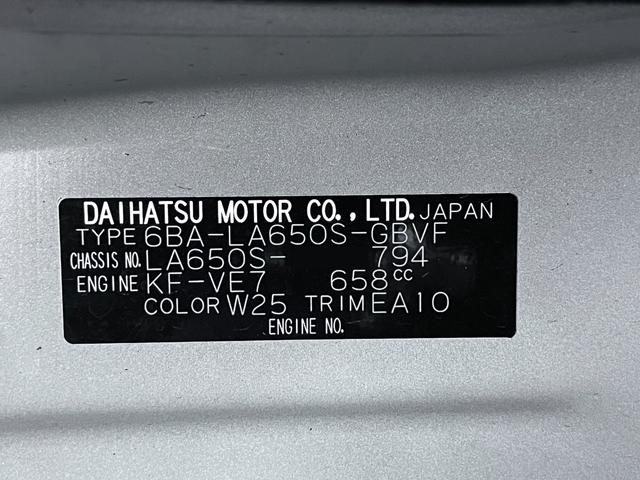 DAIHATSU MOTOR CO., LTD. JAPAN
TYPE 6BA-LA650S-GBVF
CHASSIS NO. LA650S- 794
ENGINE KF-VE7 658cc
COLOR W25 TRIM EA10
ENGINE NO.